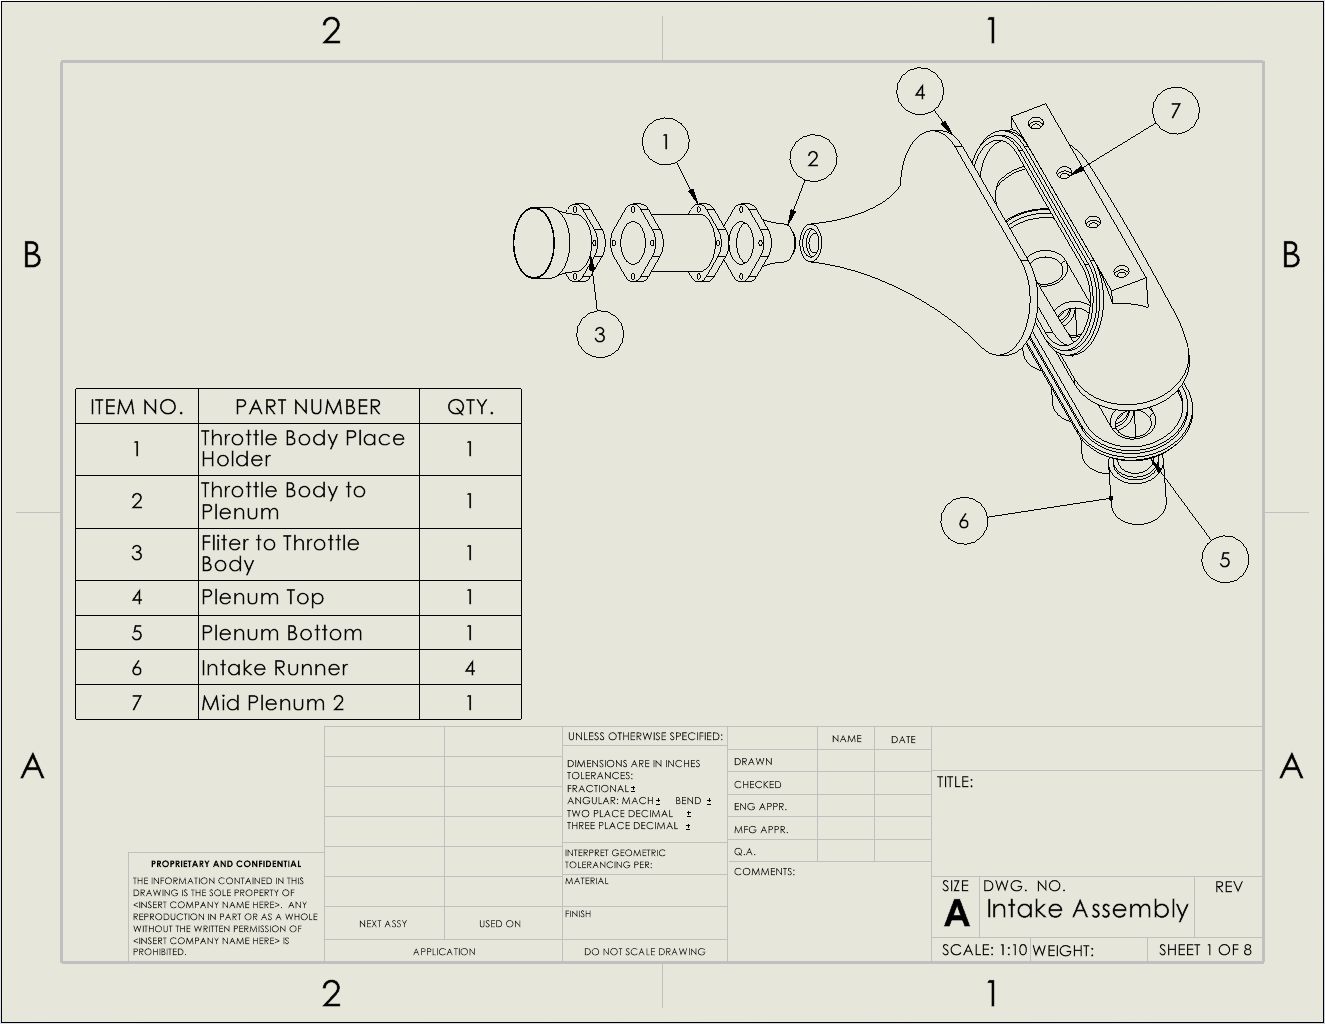 2
1
4
7
1
2
B
B
3
ITEM NO. PART NUMBER QTY.
1 Throttle Body Place Holder 1
2 Throttle Body to Plenum 1
3 Fliter to Throttle Body 1
4 Plenum Top 1
5 Plenum Bottom 1
6 Intake Runner 4
7 Mid Plenum 2 1
6
5
A
A
PROPRIETARY AND CONFIDENTIAL
THE INFORMATION CONTAINED IN THIS
DRAWING IS THE SOLE PROPERTY OF
<INSERT COMPANY NAME HERE>. ANY
REPRODUCTION IN PART OR AS A WHOLE
WITHOUT THE WRITTEN PERMISSION OF
<INSERT COMPANY NAME HERE> IS
PROHIBITED.
NEXT ASSY USED ON
APPLICATION
UNLESS OTHERWISE SPECIFIED:
DIMENSIONS ARE IN INCHES
TOLERANCES:
FRACTIONAL±
ANGULAR: MACH± BEND ±
TWO PLACE DECIMAL ±
THREE PLACE DECIMAL ±
INTERPRET GEOMETRIC
TOLERANCING PER:
MATERIAL
FINISH
DO NOT SCALE DRAWING
NAME DATE
DRAWN
CHECKED
ENG APPR.
MFG APPR.
Q.A.
COMMENTS:
TITLE:
SIZE DWG. NO. REV
A Intake Assembly
SCALE: 1:10 WEIGHT: SHEET 1 OF 8
2
1